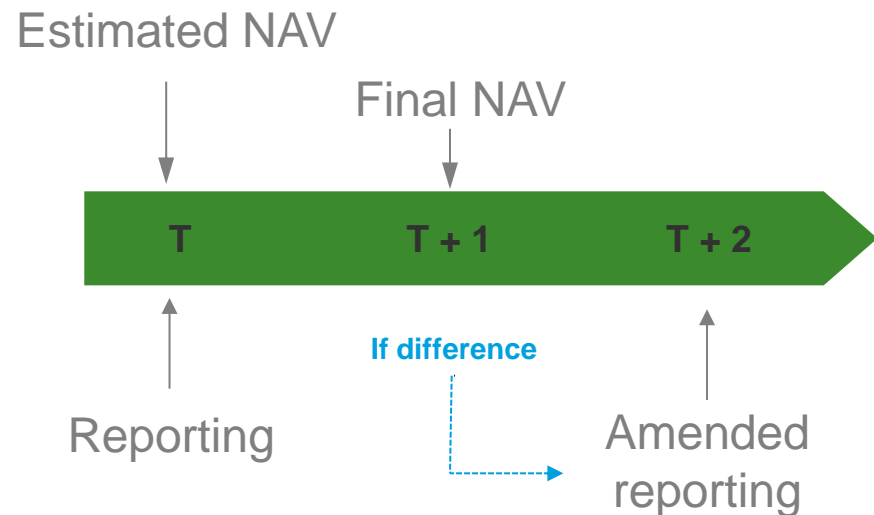 Estimated NAV
Final NAV
T
T + 1
T + 2
If difference
Reporting
Amended
reporting